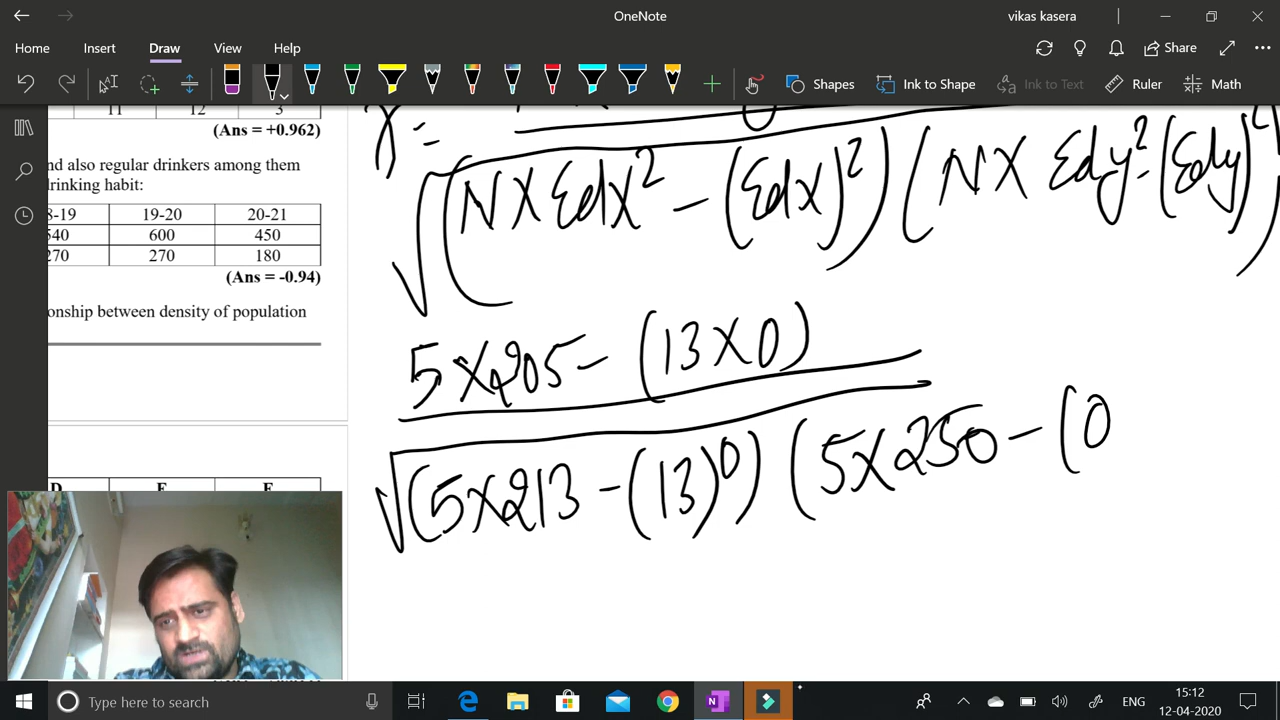 OneNote
vikas kasera
Home Insert Draw View Help
Share
Shapes Ink to Shape Ink to Text Ruler Math
11 12 3
(Ans = +0.962)
nd also regular drinkers among them
drinking habit:
8-19 19-20 20-21
540 600 450
270 270 180
(Ans = -0.94)
onship between density of population
D E F
γ =
√(N X Σdx² - (Σdx)²) (N X Σdy² - (Σdy)²)
5 X 205 - (13 X 0)
√(5 X 213 - (13)⁰) (5 X 250 - (0
Type here to search
ENG
15:12
12-04-2020